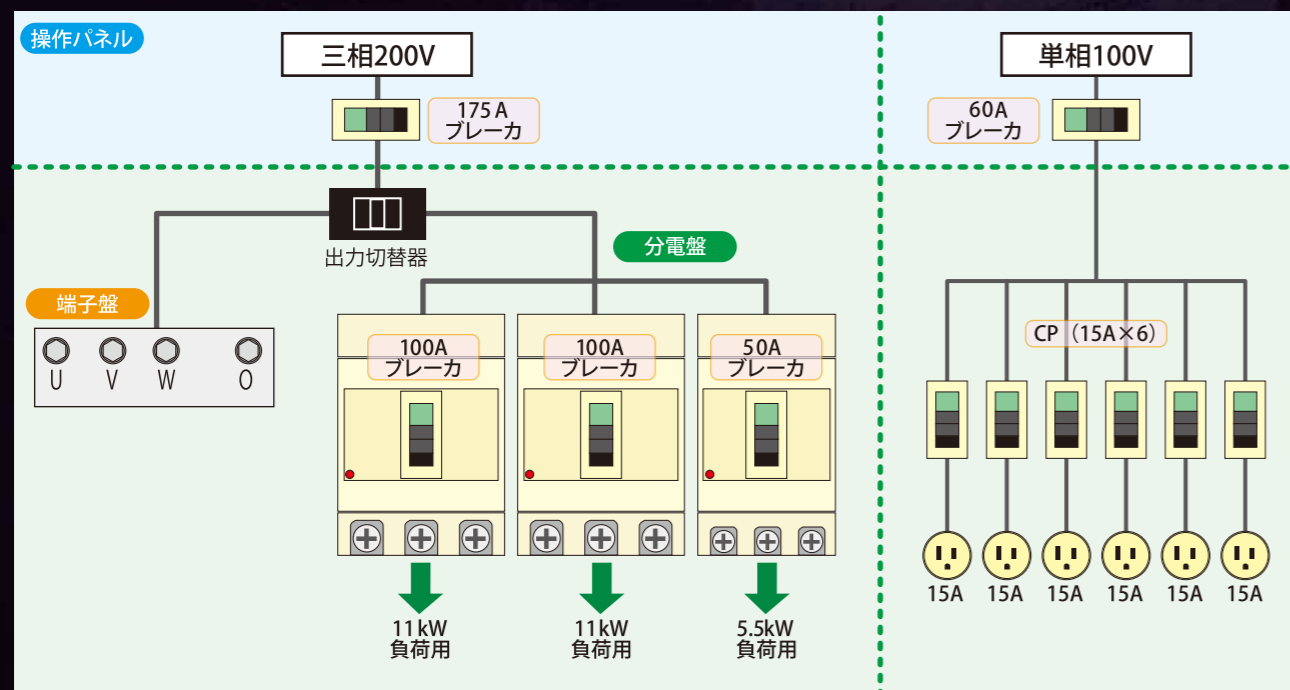 操作パネル
三相200V
175A
ブレーカ
単相100V
60A
ブレーカ
出力切替器
分電盤
端子盤
U V W O
100A
ブレーカ
100A
ブレーカ
50A
ブレーカ
11kW
負荷用
11kW
負荷用
5.5kW
負荷用
CP（15A×6）
15A 15A 15A 15A 15A 15A